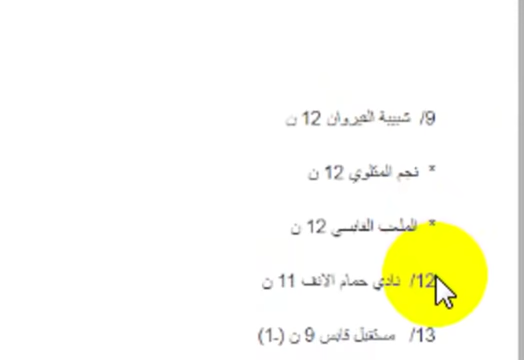 9/ شبيبة القيروان 12 ن
* نجم المتلوي 12 ن
* الملعب القابسي 12 ن
12/ نادي حمام الانف 11 ن
13/ مستقبل قابس 9 ن (-1)